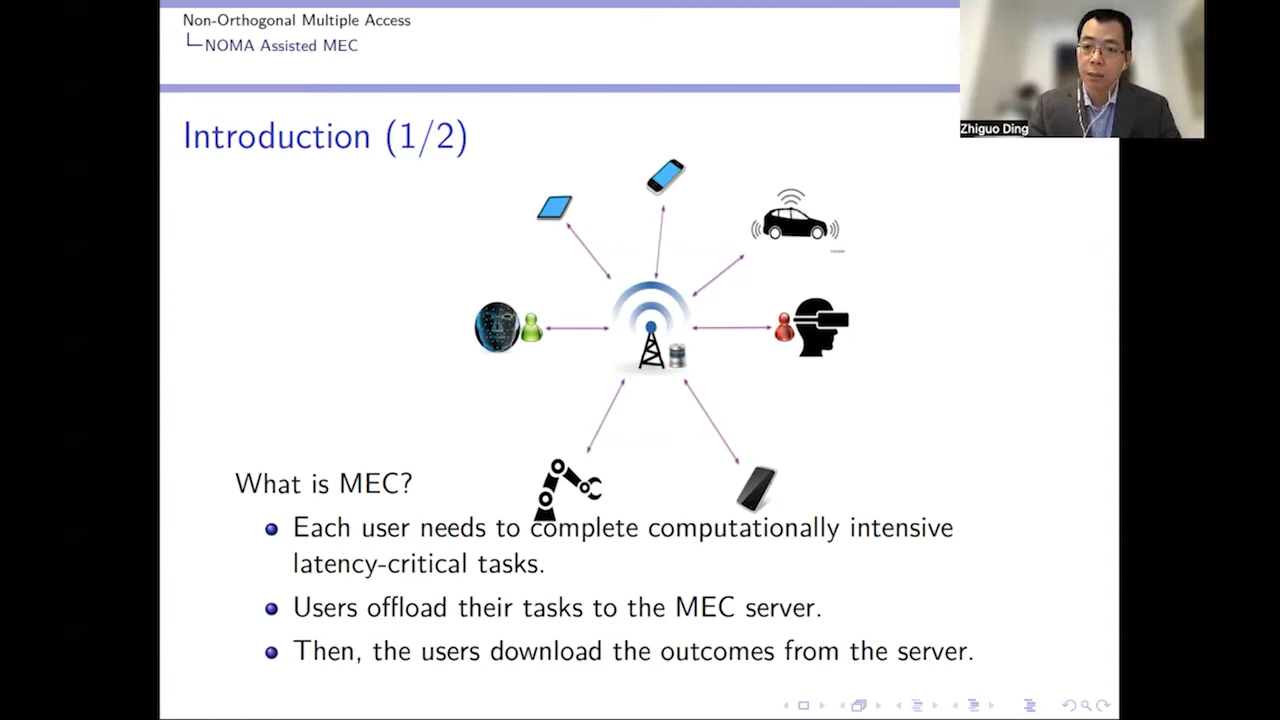 Non-Orthogonal Multiple Access
NOMA Assisted MEC
Zhiguo Ding
Introduction (1/2)
What is MEC?
Each user needs to complete computationally intensive
latency-critical tasks.
Users offload their tasks to the MEC server.
Then, the users download the outcomes from the server.